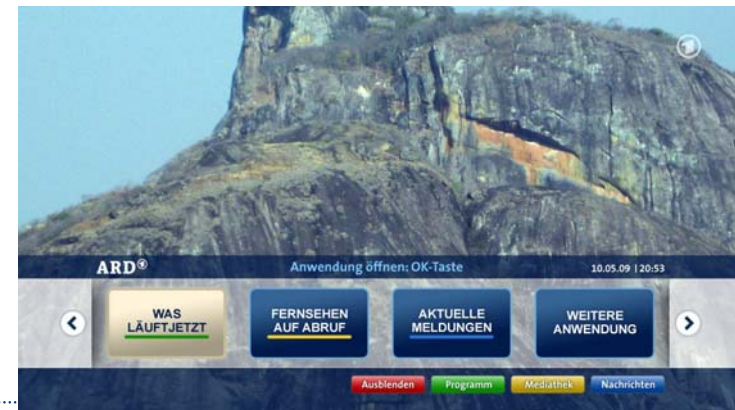 ARD
Anwendung öffnen: OK-Taste
10.05.09 | 20:53
WAS
LÄUFTJETZT
FERNSEHEN
AUF ABRUF
AKTUELLE
MELDUNGEN
WEITERE
ANWENDUNG
Ausblenden
Programm
Mediathek
Nachrichten